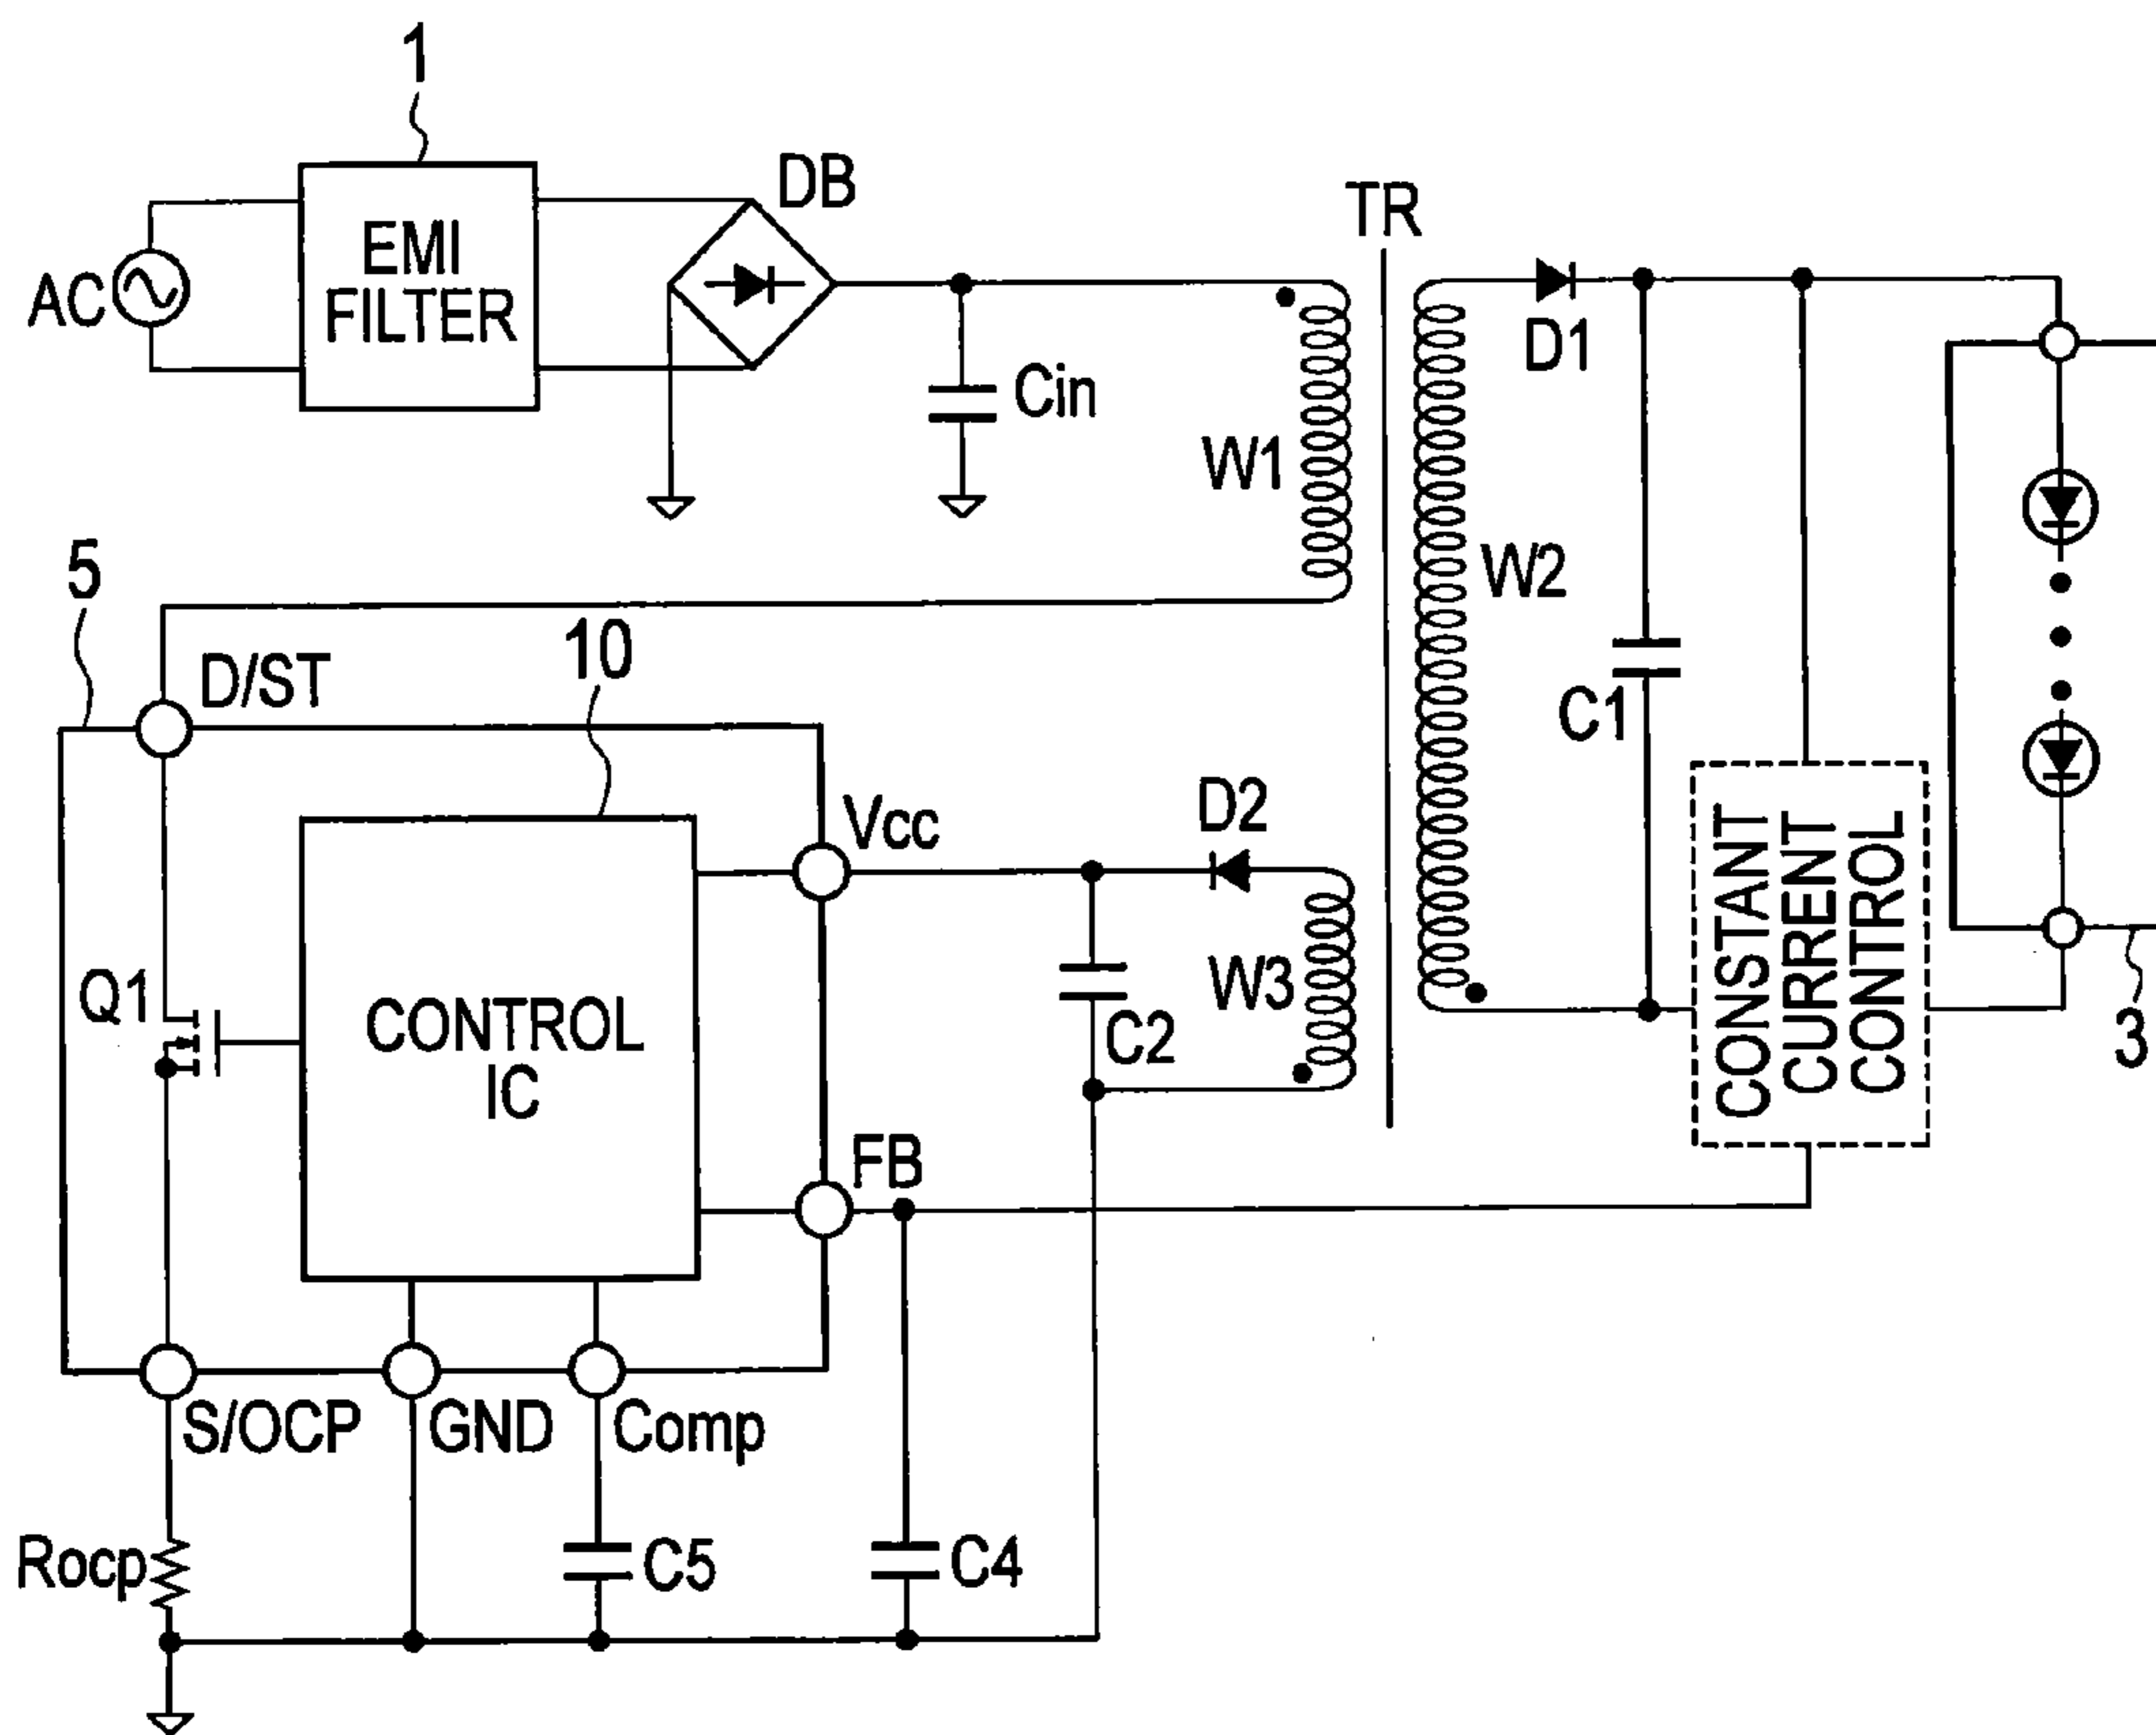 1
DB
TR
EMI
FILTER
AC
Cin
D1
W1
W2
5
10
D/ST
C1
Vcc
D2
CONSTANT
CURRENT
CONTROL
Q1
CONTROL
IC
W3
C2
3
FB
S/OCP
GND
Comp
Rocp
C5
C4